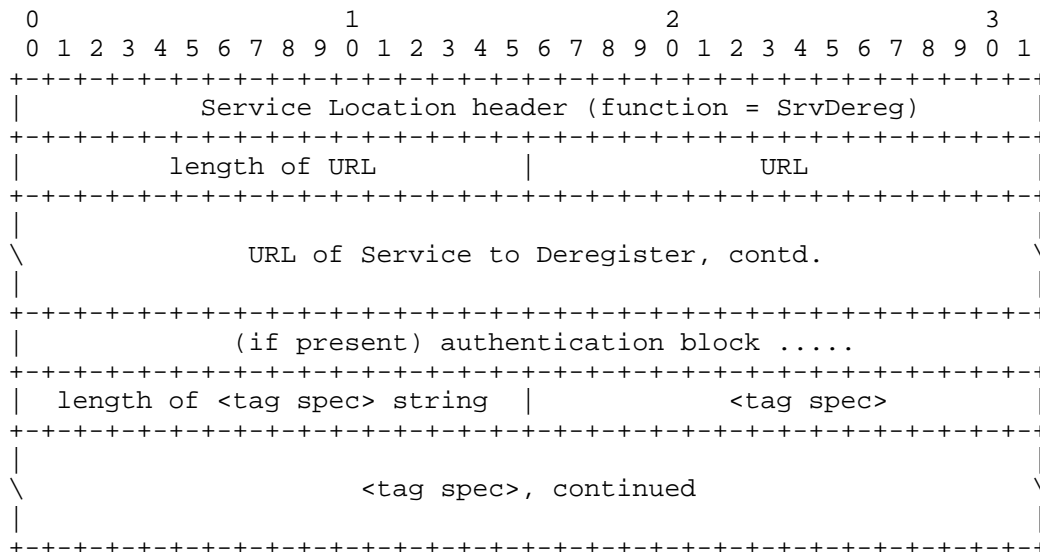 0                   1                   2                   3
 0 1 2 3 4 5 6 7 8 9 0 1 2 3 4 5 6 7 8 9 0 1 2 3 4 5 6 7 8 9 0 1
+-+-+-+-+-+-+-+-+-+-+-+-+-+-+-+-+-+-+-+-+-+-+-+-+-+-+-+-+-+-+-+-+
|           Service Location header (function = SrvDereg)       |
+-+-+-+-+-+-+-+-+-+-+-+-+-+-+-+-+-+-+-+-+-+-+-+-+-+-+-+-+-+-+-+-+
|         length of URL         |              URL              |
+-+-+-+-+-+-+-+-+-+-+-+-+-+-+-+-+-+-+-+-+-+-+-+-+-+-+-+-+-+-+-+-+
|                                                               |
\              URL of Service to Deregister, contd.             \
|                                                               |
+-+-+-+-+-+-+-+-+-+-+-+-+-+-+-+-+-+-+-+-+-+-+-+-+-+-+-+-+-+-+-+-+
|             (if present) authentication block .....
+-+-+-+-+-+-+-+-+-+-+-+-+-+-+-+-+-+-+-+-+-+-+-+-+-+-+-+-+-+-+-+-+
|  length of <tag spec> string  |            <tag spec>         |
+-+-+-+-+-+-+-+-+-+-+-+-+-+-+-+-+-+-+-+-+-+-+-+-+-+-+-+-+-+-+-+-+
|                                                               |
\                     <tag spec>, continued                     \
|                                                               |
+-+-+-+-+-+-+-+-+-+-+-+-+-+-+-+-+-+-+-+-+-+-+-+-+-+-+-+-+-+-+-+-+